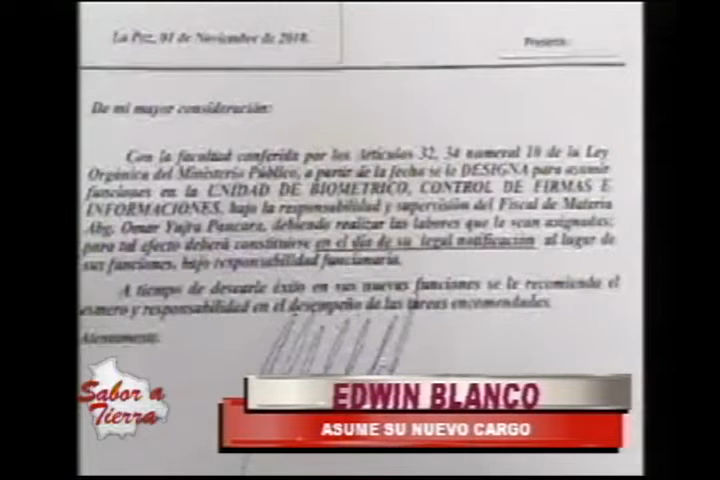 La Paz, 01 de Noviembre de 2018.
Presente.-
De mi mayor consideración:
Con la facultad conferida por los Artículos 32, 34 numeral 10 de la Ley
Orgánica del Ministerio Público, a partir de la fecha se le DESIGNA para asumir
funciones en la UNIDAD DE BIOMETRICO, CONTROL DE FIRMAS E
INFORMACIONES, bajo la responsabilidad y supervisión del Fiscal de Materia
Abg. Omar Yujra Pancara, debiendo realizar las labores que le sean asignadas;
para tal efecto deberá constituirse en el día de su legal notificación al lugar de
sus funciones, bajo responsabilidad funcionaria.
A tiempo de desearle éxito en sus nuevas funciones se le recomienda el
esmero y responsabilidad en el desempeño de las tareas encomendadas.
Atentamente.
Sabor a
Tierra
EDWIN BLANCO
ASUME SU NUEVO CARGO